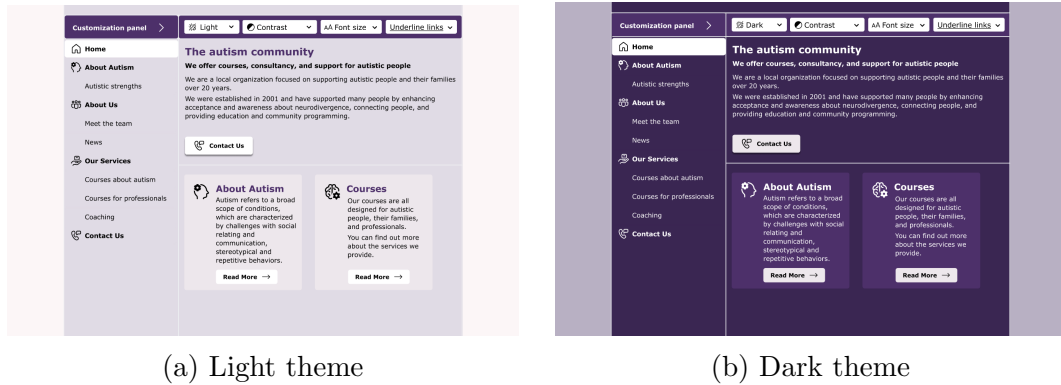 Customization panel
Light
Contrast
AA Font size
Underline links
Home
About Autism
Autistic strengths
About Us
Meet the team
News
Our Services
Courses about autism
Courses for professionals
Coaching
Contact Us
The autism community
We offer courses, consultancy, and support for autistic people
We are a local organization focused on supporting autistic people and their families
over 20 years.
We were established in 2001 and have supported many people by enhancing
acceptance and awareness about neurodivergence, connecting people, and
providing education and community programming.
Contact Us
About Autism
Autism refers to a broad
scope of conditions,
which are characterized
by challenges with social
relating and
communication,
stereotypical and
repetitive behaviors.
Read More
Courses
Our courses are all
designed for autistic
people, their families,
and professionals.
You can find out more
about the services we
provide.
Read More
(a) Light theme
Customization panel
Dark
Contrast
AA Font size
Underline links
Home
About Autism
Autistic strengths
About Us
Meet the team
News
Our Services
Courses about autism
Courses for professionals
Coaching
Contact Us
The autism community
We offer courses, consultancy, and support for autistic people
We are a local organization focused on supporting autistic people and their families
over 20 years.
We were established in 2001 and have supported many people by enhancing
acceptance and awareness about neurodivergence, connecting people, and
providing education and community programming.
Contact Us
About Autism
Autism refers to a broad
scope of conditions,
which are characterized
by challenges with social
relating and
communication,
stereotypical and
repetitive behaviors.
Read More
Courses
Our courses are all
designed for autistic
people, their families,
and professionals.
You can find out more
about the services we
provide.
Read More
(b) Dark theme